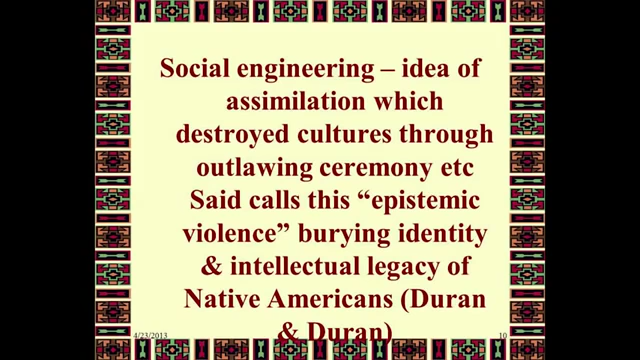 Social engineering – idea of
assimilation which
destroyed cultures through
outlawing ceremony etc
Said calls this “epistemic
violence” burying identity
& intellectual legacy of
Native Americans (Duran
& Duran)
4/23/2013
10